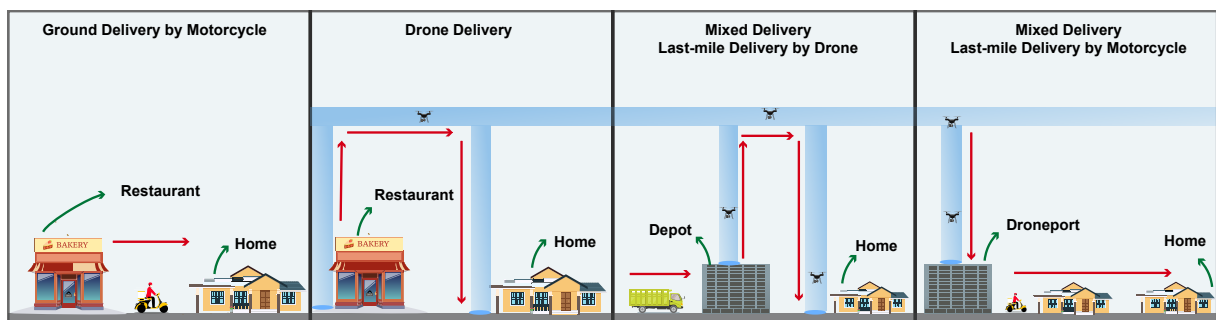 Ground Delivery by Motorcycle
Restaurant
BAKERY
Home
Drone Delivery
Restaurant
BAKERY
Home
Mixed Delivery
Last-mile Delivery by Drone
Depot
Home
Mixed Delivery
Last-mile Delivery by Motorcycle
Droneport
Home